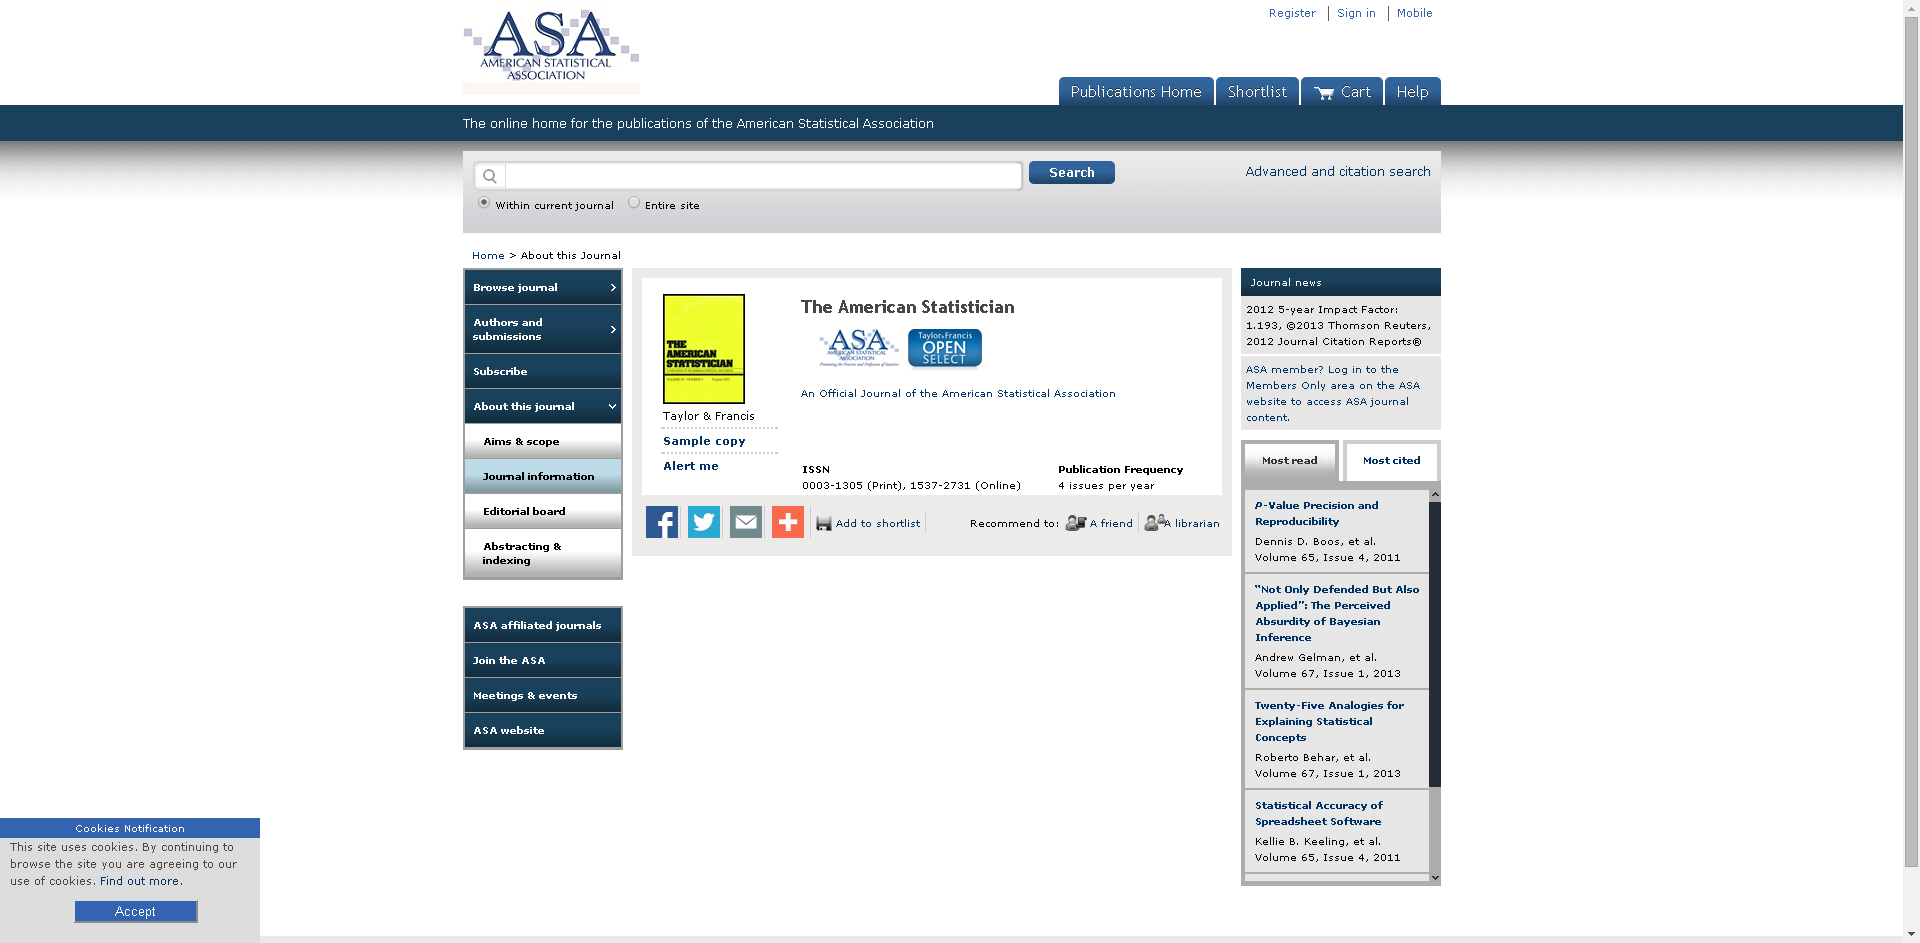 ASA
AMERICAN STATISTICAL
ASSOCIATION
Register
Sign in
Mobile
Publications Home
Shortlist
Cart
Help
The online home for the publications of the American Statistical Association
Search
Advanced and citation search
Within current journal
Entire site
Home > About this Journal
Browse journal
Authors and
submissions
Subscribe
About this journal
Aims & scope
Journal information
Editorial board
Abstracting &
indexing
ASA affiliated journals
Join the ASA
Meetings & events
ASA website
THE
AMERICAN
STATISTICIAN
Taylor & Francis
Sample copy
Alert me
The American Statistician
ASA
AMERICAN STATISTICAL
ASSOCIATION
Taylor & Francis
OPEN
SELECT
An Official Journal of the American Statistical Association
ISSN
0003-1305 (Print), 1537-2731 (Online)
Publication Frequency
4 issues per year
Add to shortlist
Recommend to:
A friend
A librarian
Journal news
2012 5-year Impact Factor:
1.193, ©2013 Thomson Reuters,
2012 Journal Citation Reports®
ASA member? Log in to the
Members Only area on the ASA
website to access ASA journal
content.
Most read
Most cited
P-Value Precision and
Reproducibility
Dennis D. Boos, et al.
Volume 65, Issue 4, 2011
“Not Only Defended But Also
Applied”: The Perceived
Absurdity of Bayesian
Inference
Andrew Gelman, et al.
Volume 67, Issue 1, 2013
Twenty-Five Analogies for
Explaining Statistical
Concepts
Roberto Behar, et al.
Volume 67, Issue 1, 2013
Statistical Accuracy of
Spreadsheet Software
Kellie B. Keeling, et al.
Volume 65, Issue 4, 2011
Cookies Notification
This site uses cookies. By continuing to
browse the site you are agreeing to our
use of cookies. Find out more.
Accept